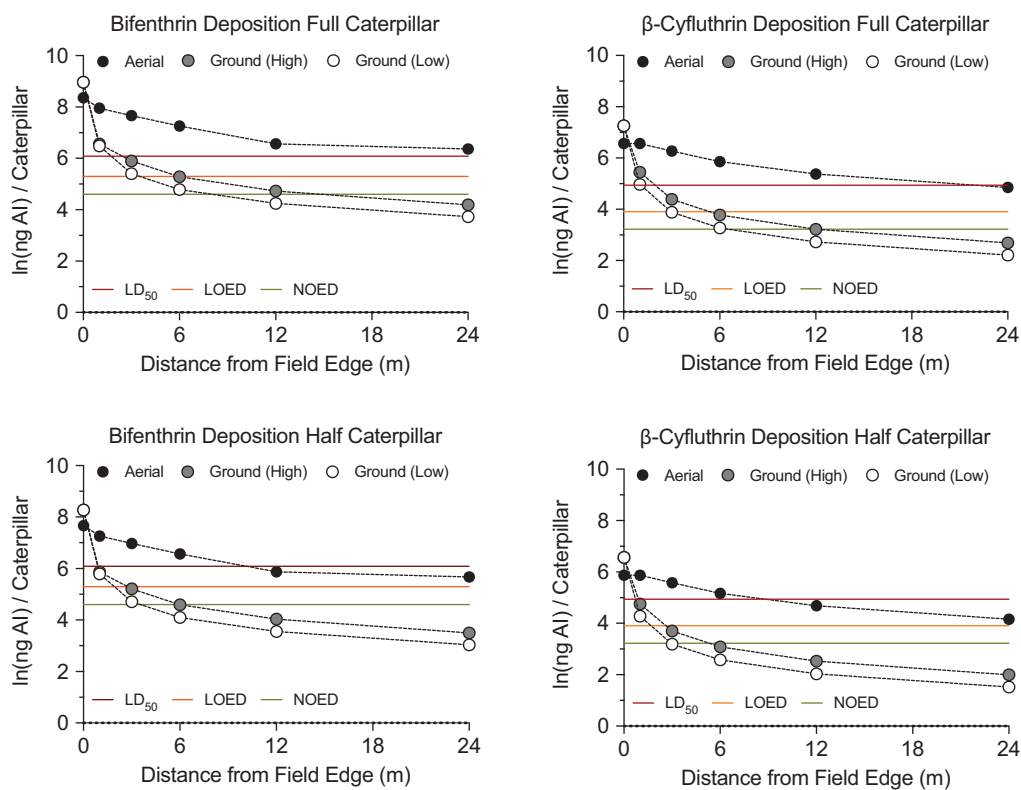 Bifenthrin Deposition Full Caterpillar
Aerial Ground (High) Ground (Low)
ln(ng AI) / Caterpillar
10
8
6
4
2
0
LD50 LOED NOED
0 6 12 18 24
Distance from Field Edge (m)
β-Cyfluthrin Deposition Full Caterpillar
Aerial Ground (High) Ground (Low)
ln(ng AI) / Caterpillar
10
8
6
4
2
0
LD50 LOED NOED
0 6 12 18 24
Distance from Field Edge (m)
Bifenthrin Deposition Half Caterpillar
Aerial Ground (High) Ground (Low)
ln(ng AI) / Caterpillar
10
8
6
4
2
0
LD50 LOED NOED
0 6 12 18 24
Distance from Field Edge (m)
β-Cyfluthrin Deposition Half Caterpillar
Aerial Ground (High) Ground (Low)
ln(ng AI) / Caterpillar
10
8
6
4
2
0
LD50 LOED NOED
0 6 12 18 24
Distance from Field Edge (m)